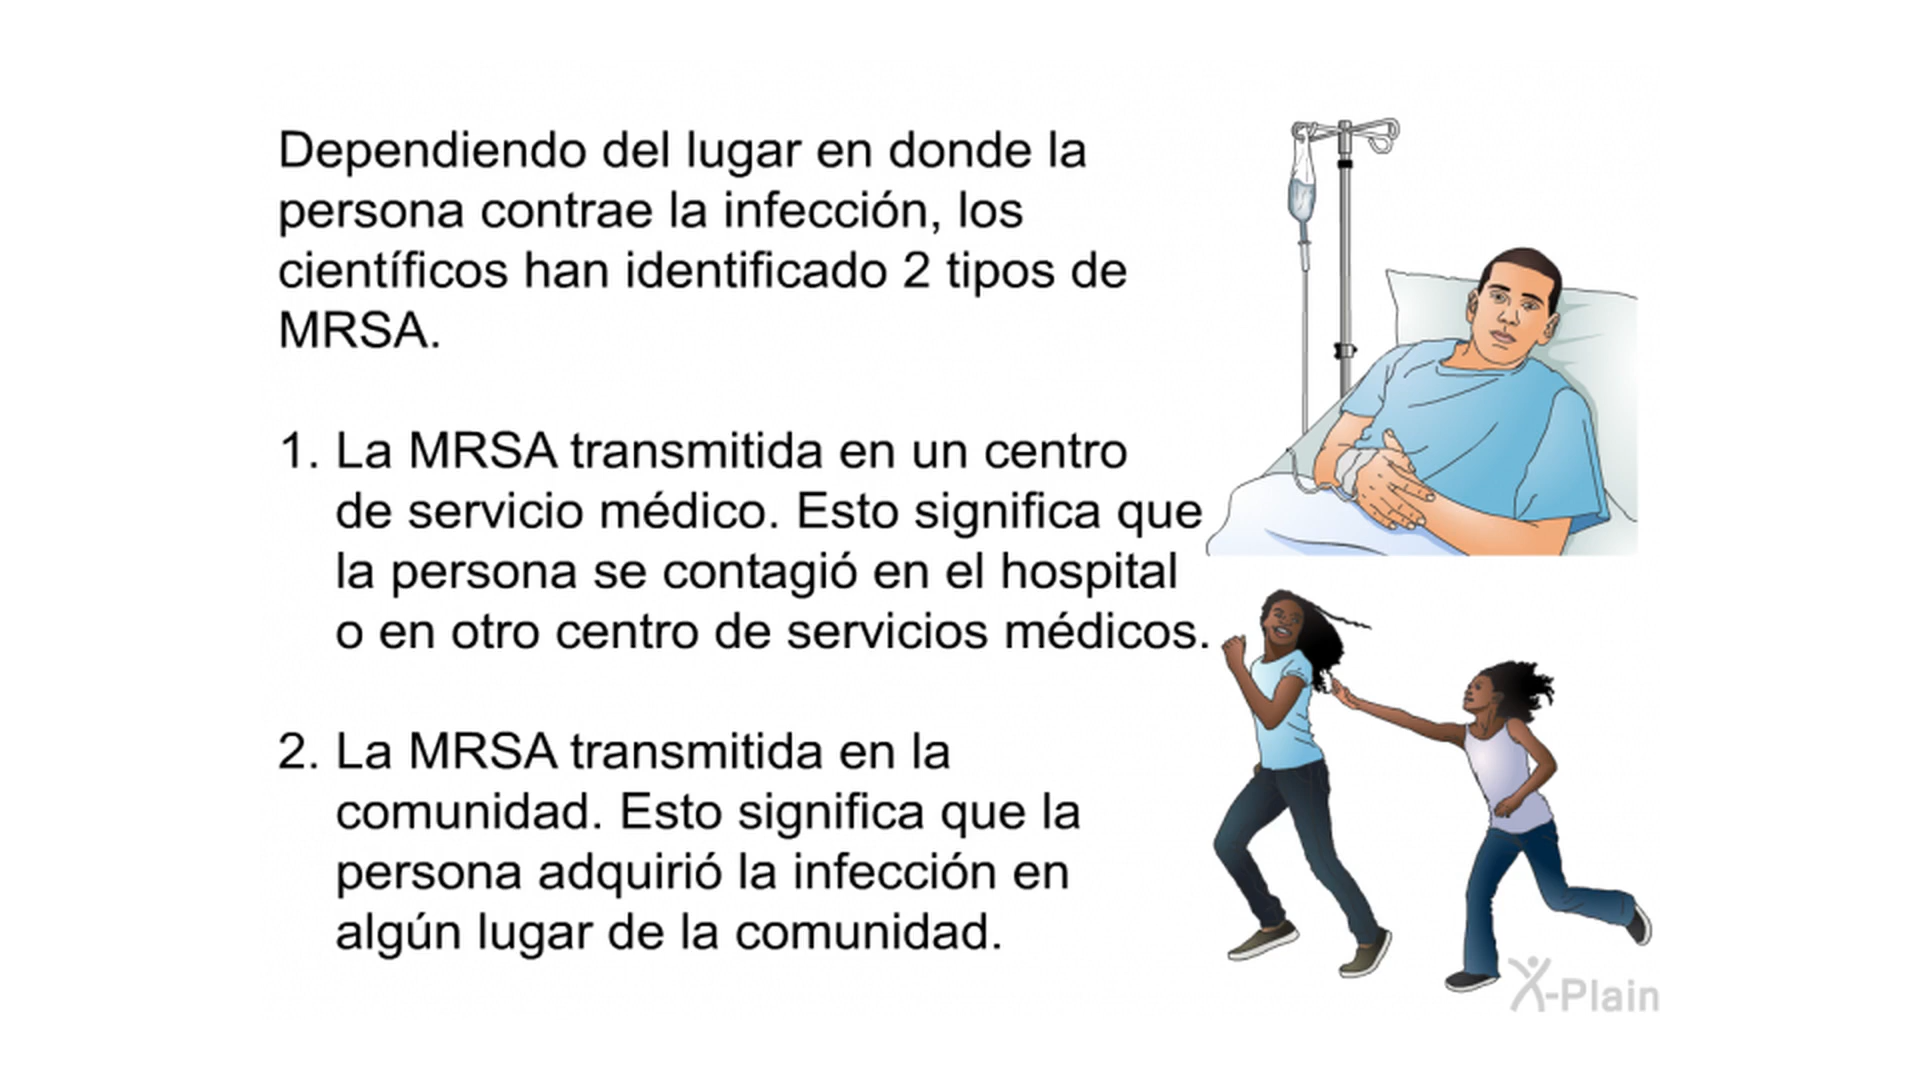 Dependiendo del lugar en donde la
persona contrae la infección, los
científicos han identificado 2 tipos de
MRSA.
1. La MRSA transmitida en un centro
de servicio médico. Esto significa que
la persona se contagió en el hospital
o en otro centro de servicios médicos.
2. La MRSA transmitida en la
comunidad. Esto significa que la
persona adquirió la infección en
algún lugar de la comunidad.
X-Plain